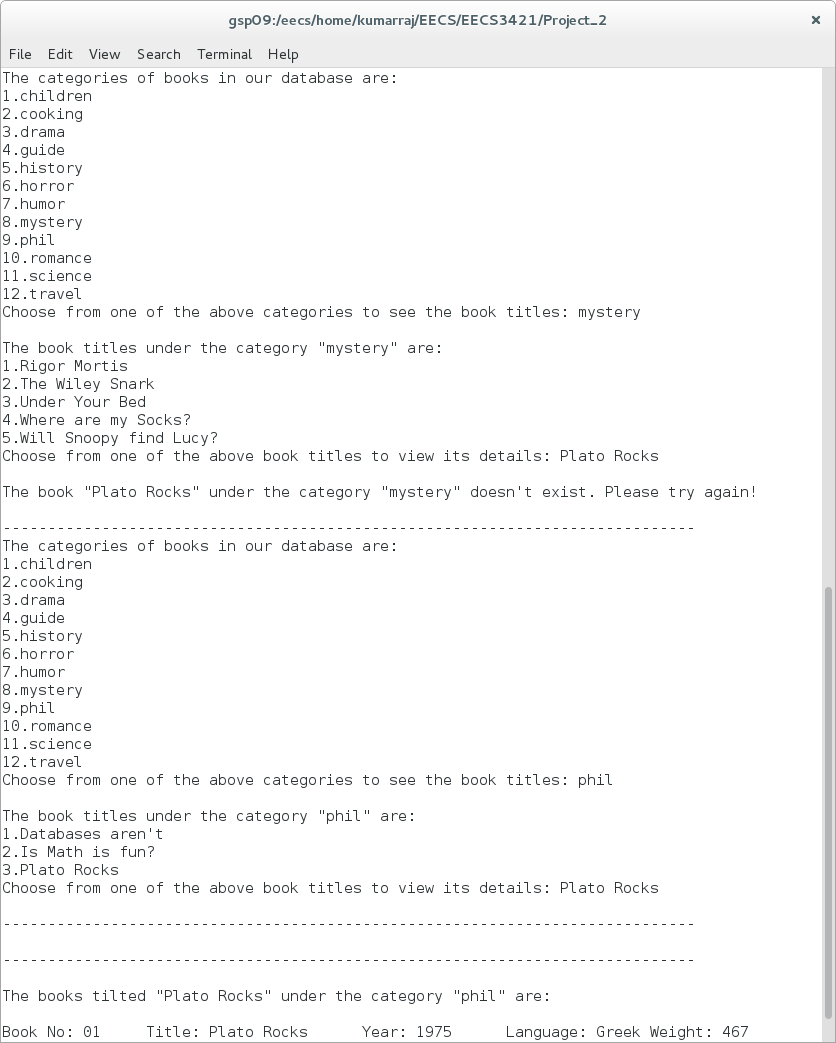 gsp09:/eecs/home/kumarraj/EECS/EECS3421/Project_2
File Edit View Search Terminal Help
The categories of books in our database are:
1.children
2.cooking
3.drama
4.guide
5.history
6.horror
7.humor
8.mystery
9.phil
10.romance
11.science
12.travel
Choose from one of the above categories to see the book titles: mystery
The book titles under the category "mystery" are:
1.Rigor Mortis
2.The Wiley Snark
3.Under Your Bed
4.Where are my Socks?
5.Will Snoopy find Lucy?
Choose from one of the above book titles to view its details: Plato Rocks
The book "Plato Rocks" under the category "mystery" doesn't exist. Please try again!
-----------------------------------------------------------------------------
The categories of books in our database are:
1.children
2.cooking
3.drama
4.guide
5.history
6.horror
7.humor
8.mystery
9.phil
10.romance
11.science
12.travel
Choose from one of the above categories to see the book titles: phil
The book titles under the category "phil" are:
1.Databases aren't
2.Is Math is fun?
3.Plato Rocks
Choose from one of the above book titles to view its details: Plato Rocks
-----------------------------------------------------------------------------
-----------------------------------------------------------------------------
The books tilted "Plato Rocks" under the category "phil" are:
Book No: 01     Title: Plato Rocks      Year: 1975      Language: Greek Weight: 467